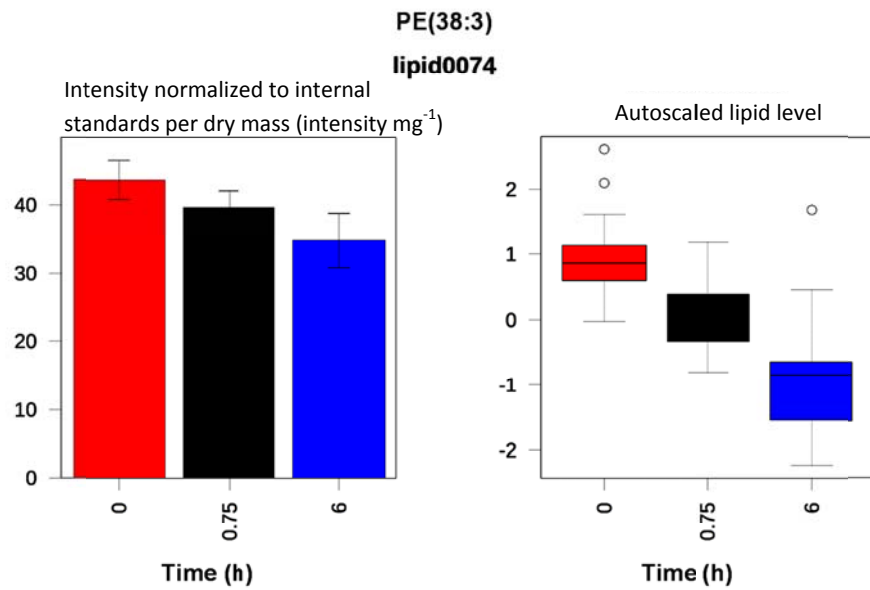 PE(38:3)
lipid0074
Intensity normalized to internal
standards per dry mass (intensity mg⁻¹)
40
30
20
10
0
0
0.75
6
Time (h)
Autoscaled lipid level
2
1
0
-1
-2
0
0.75
6
Time (h)